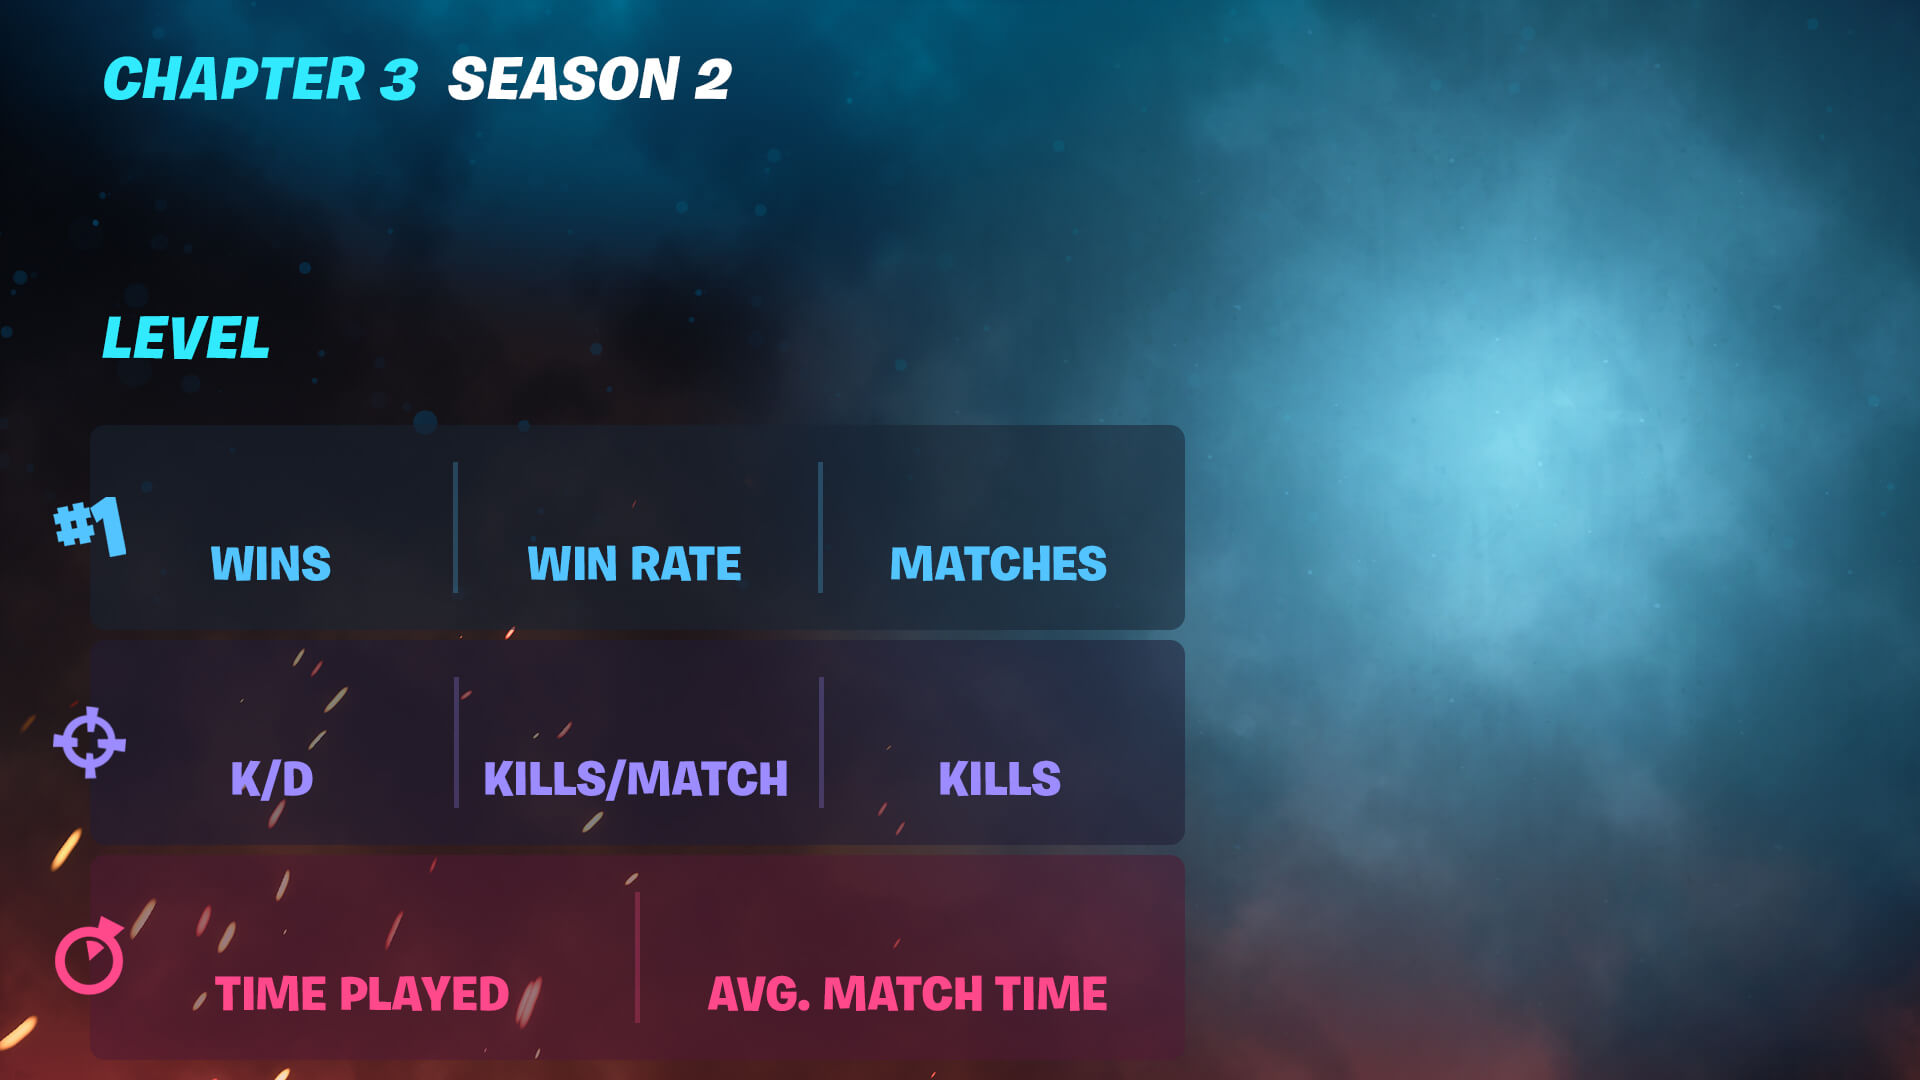 CHAPTER 3 SEASON 2
LEVEL
#1
WINS
WIN RATE
MATCHES
K/D
KILLS/MATCH
KILLS
TIME PLAYED
AVG. MATCH TIME